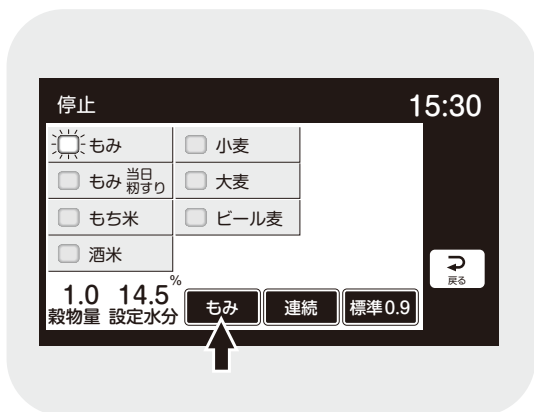 停止 15:30
もみ 小麦
もみ 当日籾すり 大麦
もち米 ビール麦
酒米
戻る
1.0 14.5%
穀物量 設定水分 もみ 連続 標準0.9